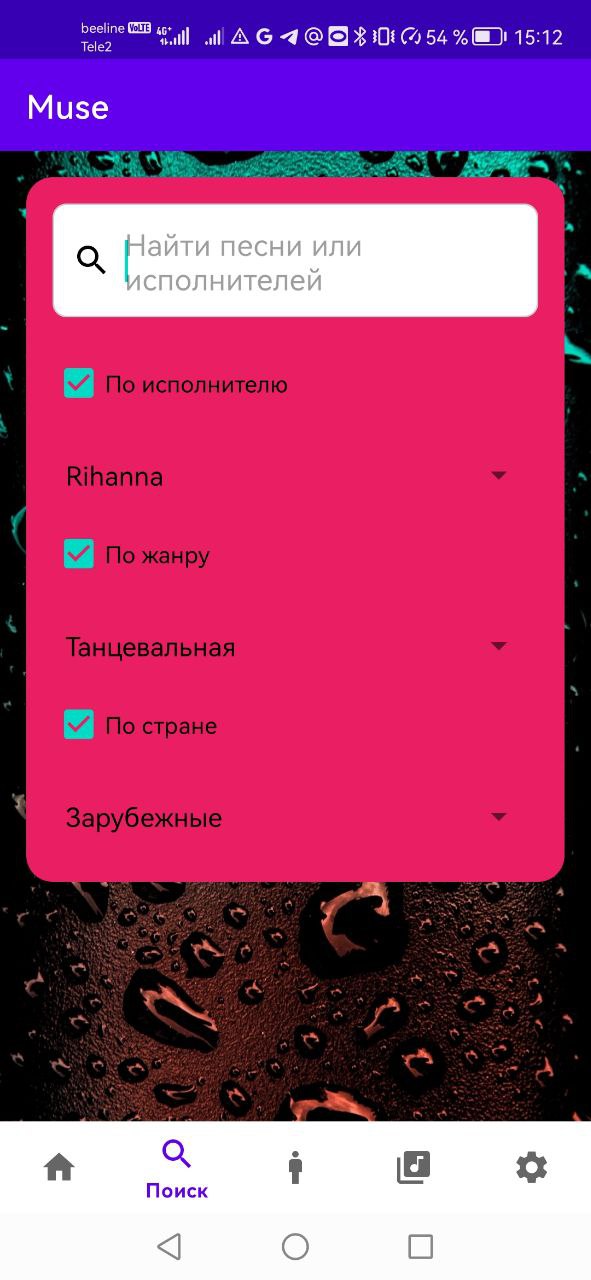 beeline VoLTE 4G+ 54 % 15:12
Tele2
Muse
Найти песни или
исполнителей
По исполнителю
Rihanna
По жанру
Танцевальная
По стране
Зарубежные
Поиск